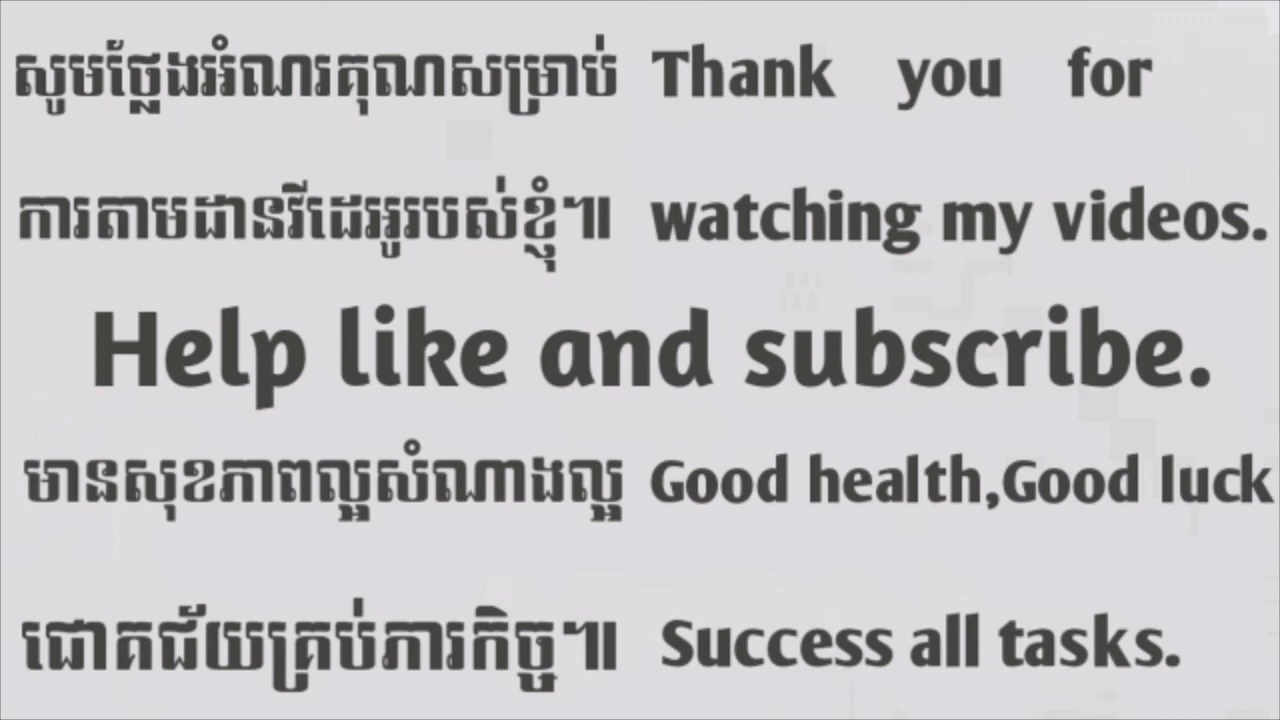 សូមថ្លែងអំណរគុណសម្រាប់ Thank you for
ការតាមដានវីដេអូរបស់ខ្ញុំ៕ watching my videos.
Help like and subscribe.
មានសុខភាពល្អសំណាងល្អ Good health,Good luck
ជោគជ័យគ្រប់ភារកិច្ច៕ Success all tasks.